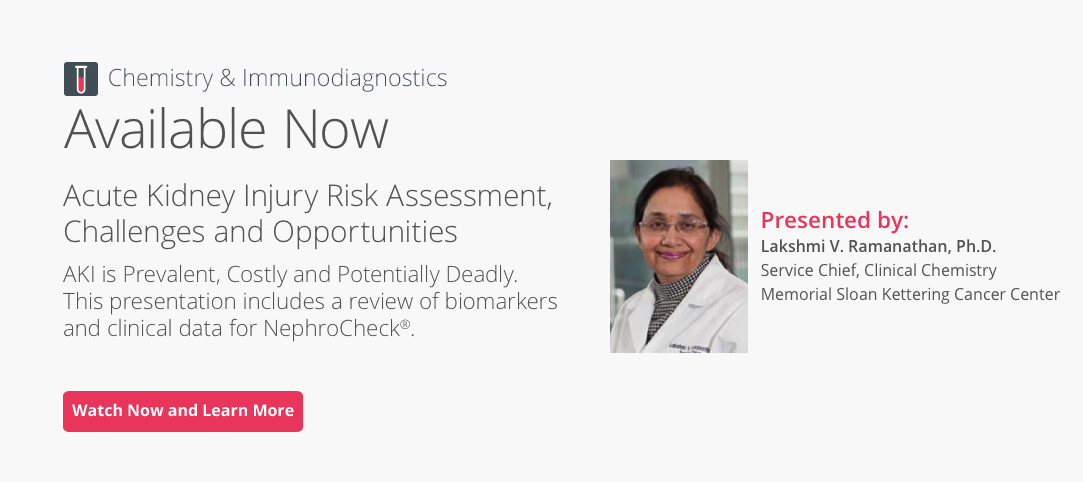 Chemistry & Immunodiagnostics
Available Now
Acute Kidney Injury Risk Assessment,
Challenges and Opportunities
AKI is Prevalent, Costly and Potentially Deadly.
This presentation includes a review of biomarkers
and clinical data for NephroCheck®.
Watch Now and Learn More
Presented by:
Lakshmi V. Ramanathan, Ph.D.
Service Chief, Clinical Chemistry
Memorial Sloan Kettering Cancer Center